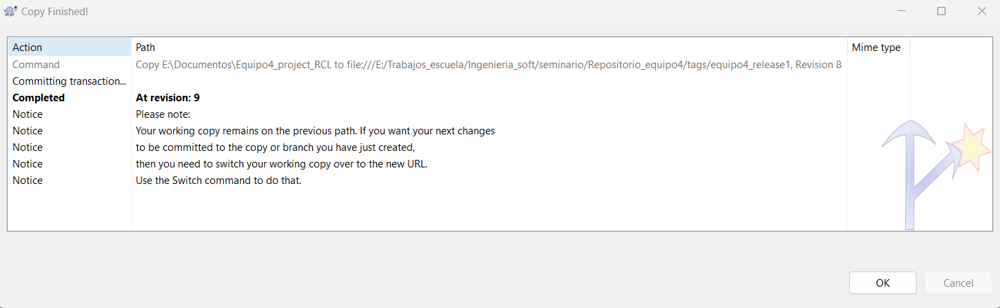 Copy Finished!
Action Path Mime type
Command Copy E:\Documentos\Equipo4_project_RCL to file:///E:/Trabajos_escuela/Ingenieria_soft/seminario/Repositorio_equipo4/tags/equipo4_release1, Revision 8
Committing transaction...
Completed At revision: 9
Notice Please note:
Notice Your working copy remains on the previous path. If you want your next changes
Notice to be committed to the copy or branch you have just created,
Notice then you need to switch your working copy over to the new URL.
Notice Use the Switch command to do that.
OK Cancel